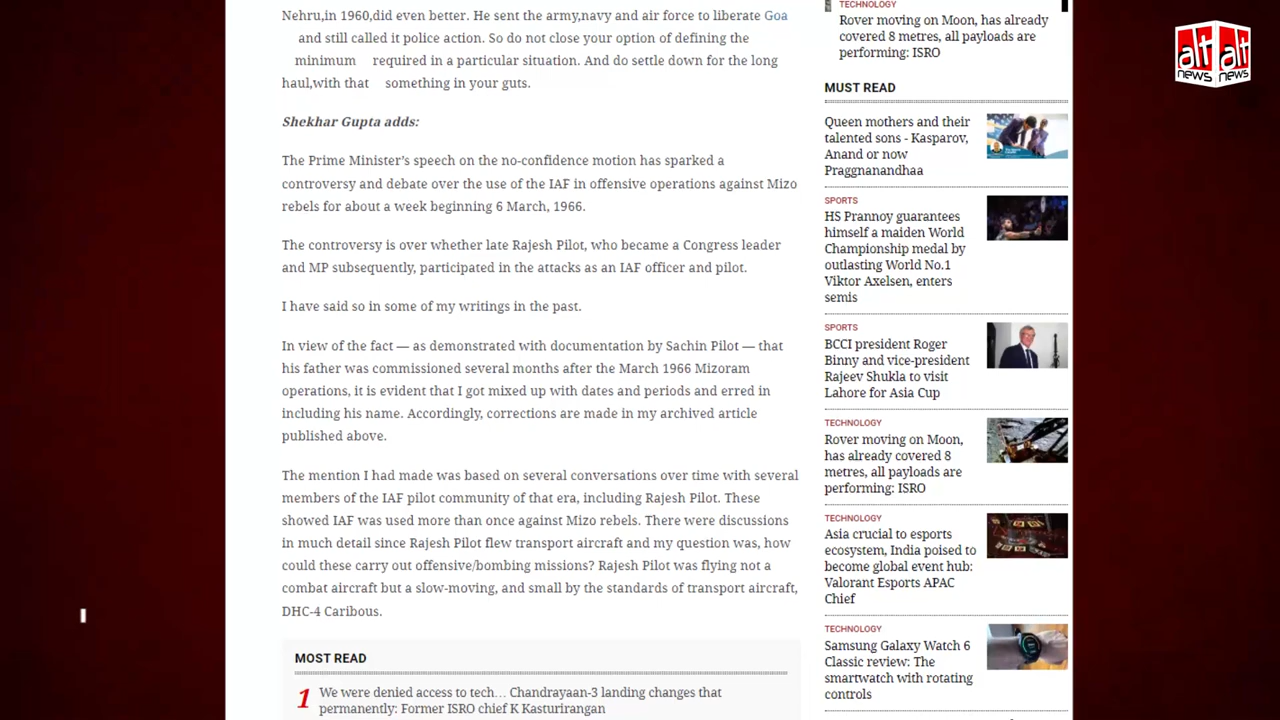 Nehru,in 1960,did even better. He sent the army,navy and air force to liberate Goa
and still called it police action. So do not close your option of defining the
minimum required in a particular situation. And do settle down for the long
haul,with that something in your guts.
Shekhar Gupta adds:
The Prime Minister's speech on the no-confidence motion has sparked a
controversy and debate over the use of the IAF in offensive operations against Mizo
rebels for about a week beginning 6 March, 1966.
The controversy is over whether late Rajesh Pilot, who became a Congress leader
and MP subsequently, participated in the attacks as an IAF officer and pilot.
I have said so in some of my writings in the past.
In view of the fact — as demonstrated with documentation by Sachin Pilot — that
his father was commissioned several months after the March 1966 Mizoram
operations, it is evident that I got mixed up with dates and periods and erred in
including his name. Accordingly, corrections are made in my archived article
published above.
The mention I had made was based on several conversations over time with several
members of the IAF pilot community of that era, including Rajesh Pilot. These
showed IAF was used more than once against Mizo rebels. There were discussions
in much detail since Rajesh Pilot flew transport aircraft and my question was, how
could these carry out offensive/bombing missions? Rajesh Pilot was flying not a
combat aircraft but a slow-moving, and small by the standards of transport aircraft,
DHC-4 Caribous.
MOST READ
1 We were denied access to tech… Chandrayaan-3 landing changes that
permanently: Former ISRO chief K Kasturirangan
TECHNOLOGY
Rover moving on Moon, has already
covered 8 metres, all payloads are
performing: ISRO
MUST READ
Queen mothers and their
talented sons - Kasparov,
Anand or now
Praggnanandhaa
SPORTS
HS Prannoy guarantees
himself a maiden World
Championship medal by
outlasting World No.1
Viktor Axelsen, enters
semis
SPORTS
BCCI president Roger
Binny and vice-president
Rajeev Shukla to visit
Lahore for Asia Cup
TECHNOLOGY
Rover moving on Moon,
has already covered 8
metres, all payloads are
performing: ISRO
TECHNOLOGY
Asia crucial to esports
ecosystem, India poised to
become global event hub:
Valorant Esports APAC
Chief
TECHNOLOGY
Samsung Galaxy Watch 6
Classic review: The
smartwatch with rotating
controls
alt alt
news news